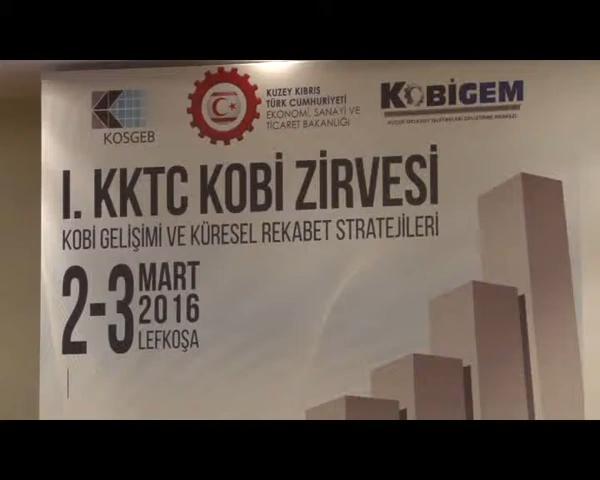 KOSGEB
KUZEY KIBRIS
TÜRK CUMHURİYETİ
EKONOMİ, SANAYİ VE
TİCARET BAKANLIĞI
KOBİGEM
I. KKTC KOBİ ZİRVESİ
KOBİ GELİŞİMİ VE KÜRESEL REKABET STRATEJİLERİ
2-3 MART
2016
LEFKOŞA